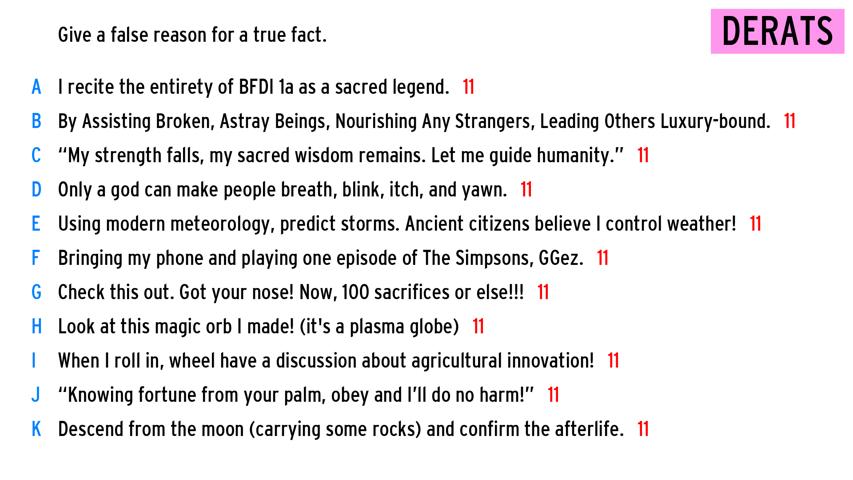 Give a false reason for a true fact.
DERATS
A I recite the entirety of BFDI 1a as a sacred legend. 11
B By Assisting Broken, Astray Beings, Nourishing Any Strangers, Leading Others Luxury-bound. 11
C “My strength falls, my sacred wisdom remains. Let me guide humanity.” 11
D Only a god can make people breath, blink, itch, and yawn. 11
E Using modern meteorology, predict storms. Ancient citizens believe I control weather! 11
F Bringing my phone and playing one episode of The Simpsons, GGez. 11
G Check this out. Got your nose! Now, 100 sacrifices or else!!! 11
H Look at this magic orb I made! (it's a plasma globe) 11
I When I roll in, wheel have a discussion about agricultural innovation! 11
J “Knowing fortune from your palm, obey and I’ll do no harm!” 11
K Descend from the moon (carrying some rocks) and confirm the afterlife. 11